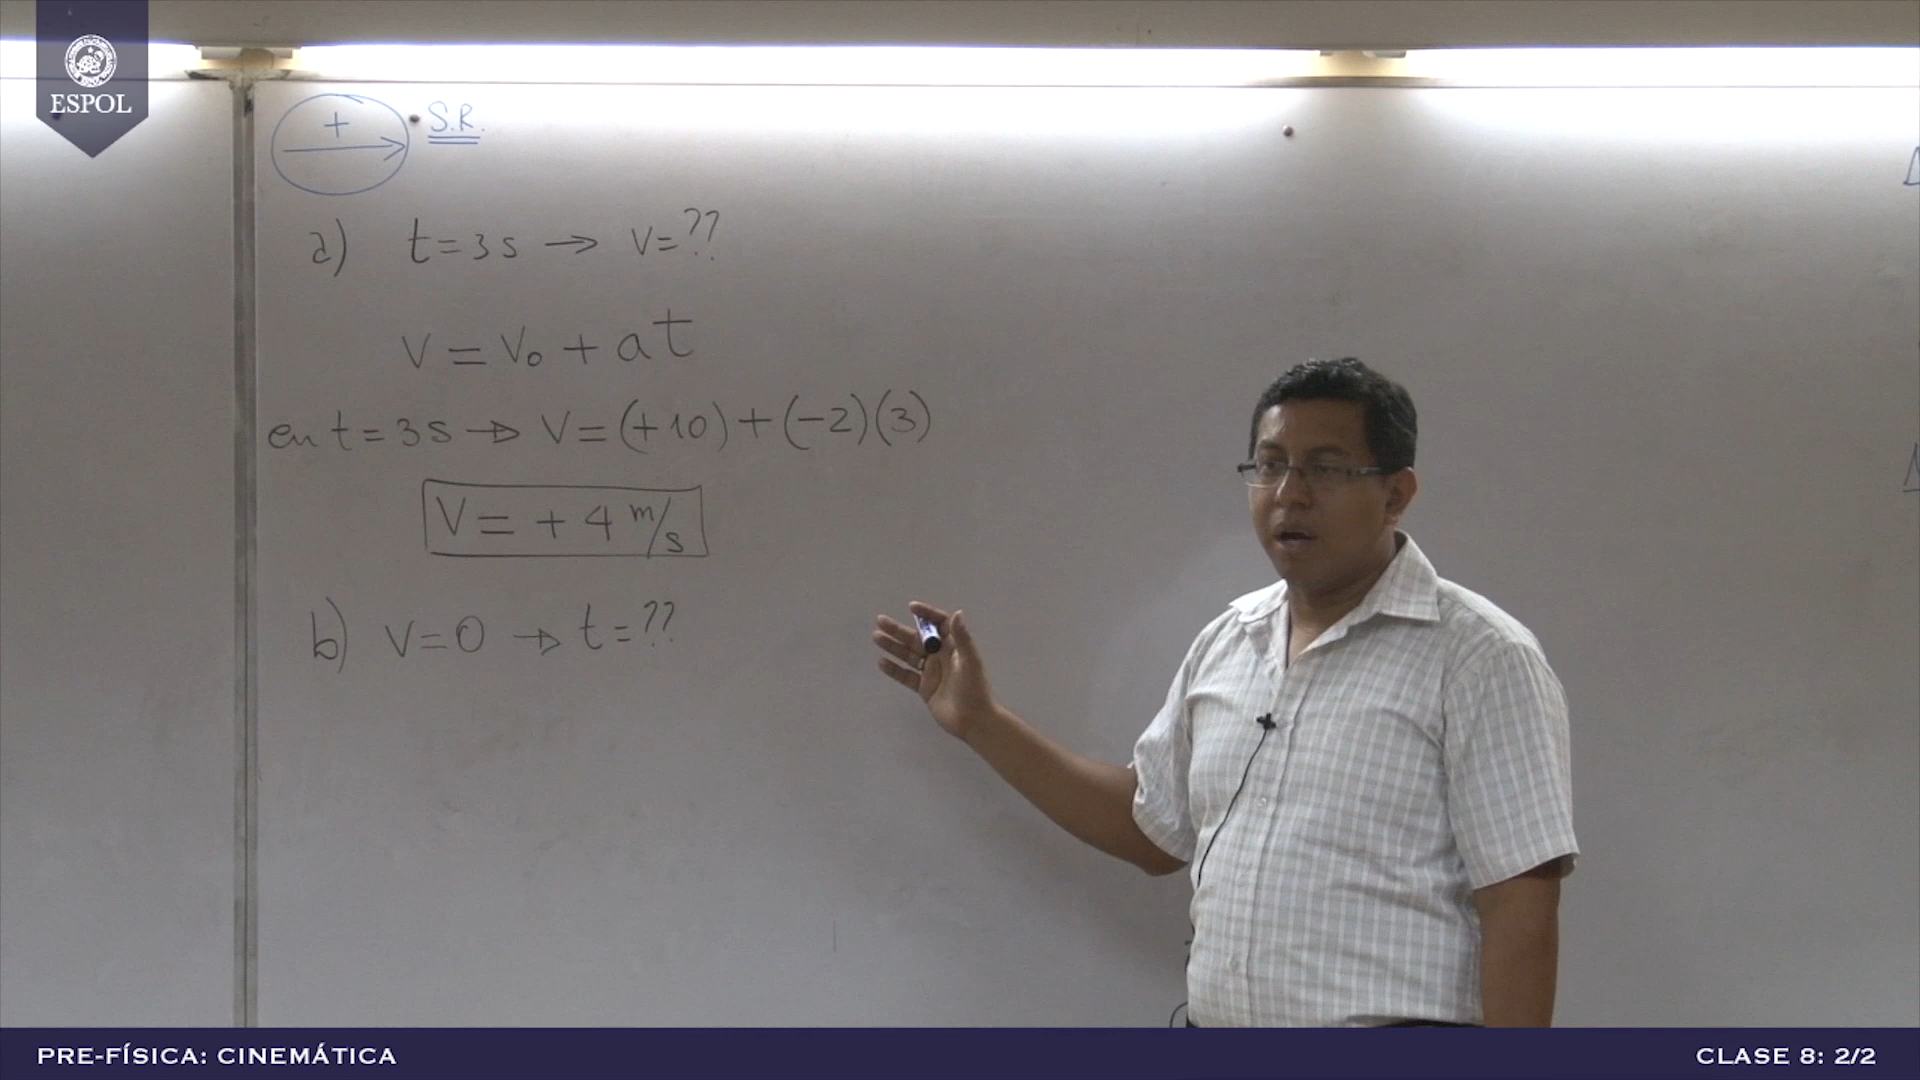 ESPOL
+ S.R.
a) t=3s → v=??
v = v₀ + at
en t=3s → v=(+10)+(-2)(3)
V = + 4 m/s
b) v=0 → t=??
PRE-FÍSICA: CINEMÁTICA
CLASE 8: 2/2